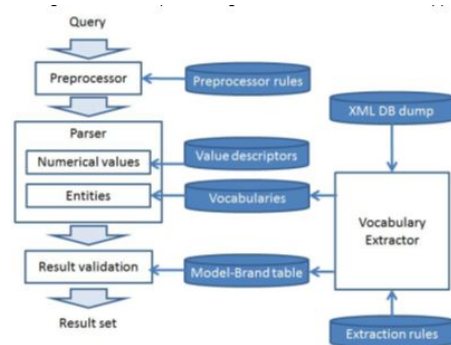 Query
Preprocessor
Preprocessor rules
XML DB dump
Parser
Numerical values
Value descriptors
Entities
Vocabularies
Vocabulary
Extractor
Result validation
Model-Brand table
Result set
Extraction rules